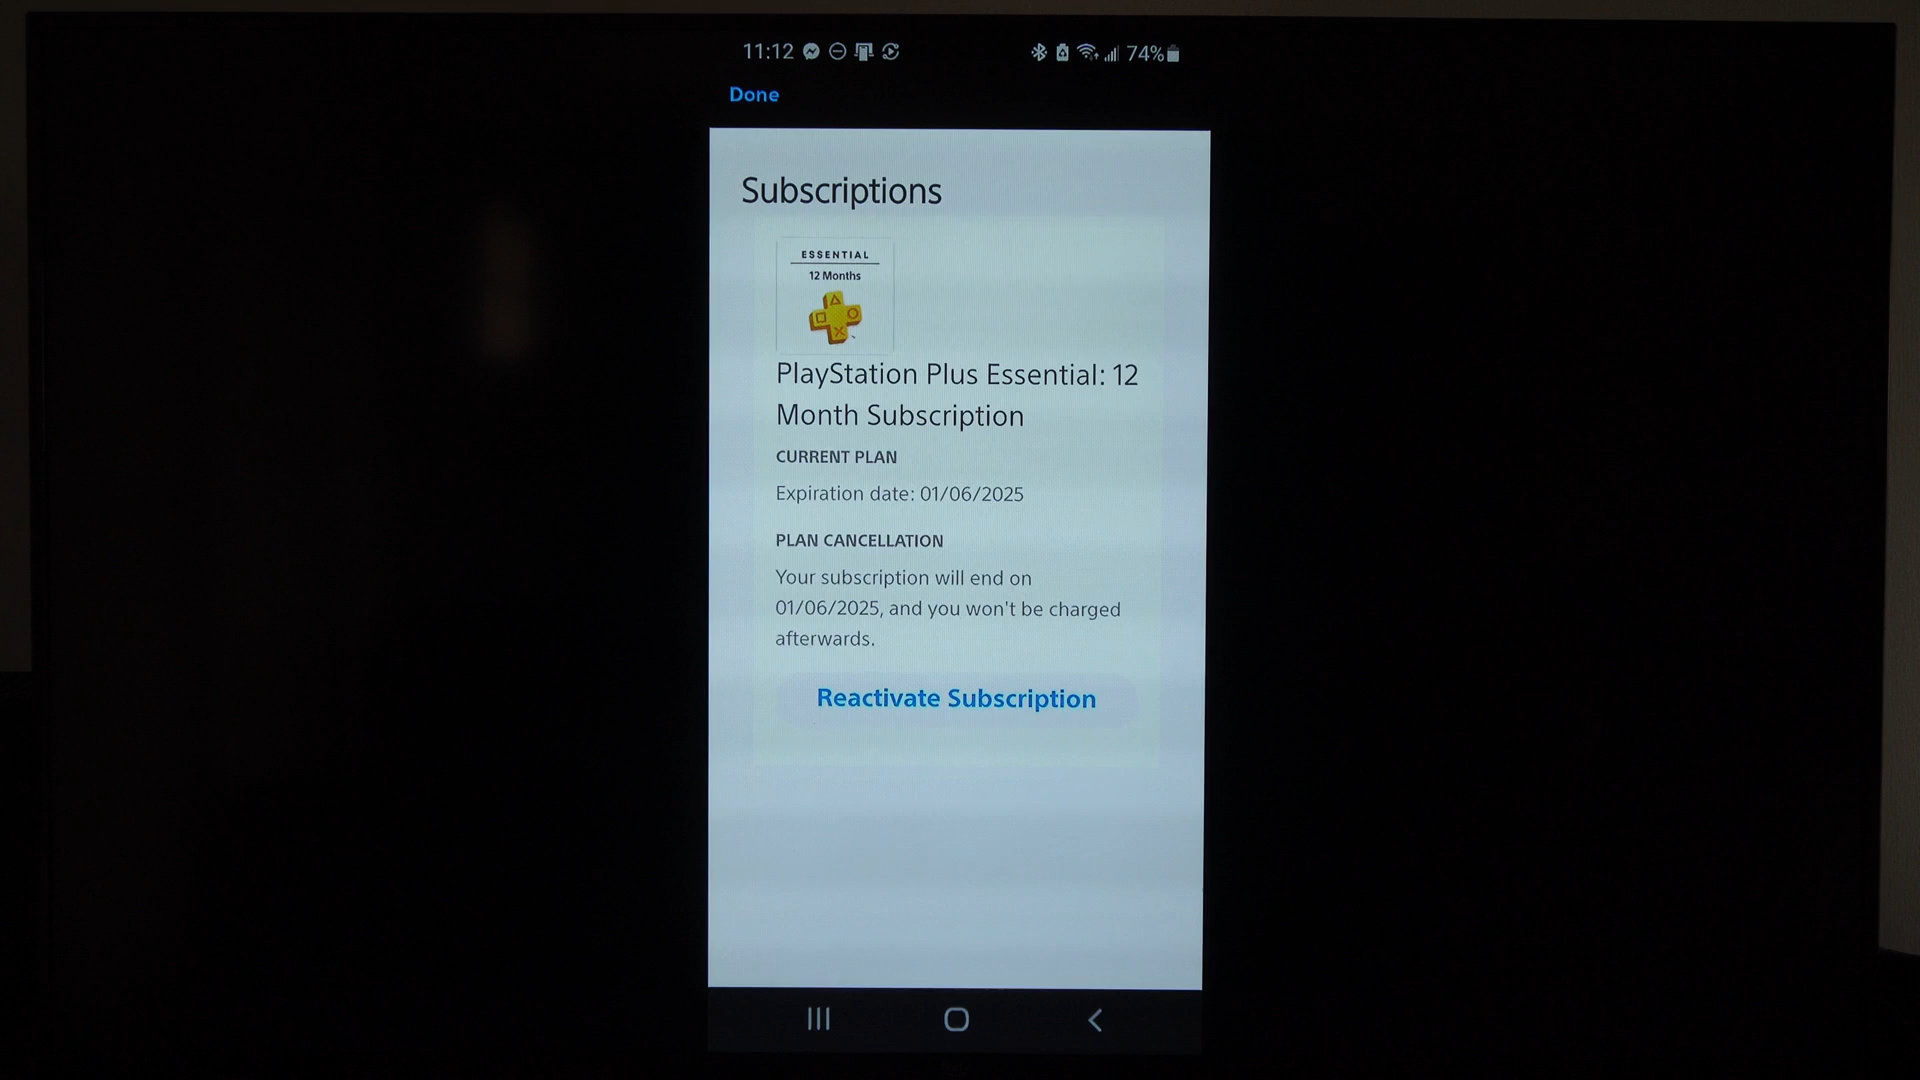 11:12 74%
Done
Subscriptions
ESSENTIAL
12 Months
PlayStation Plus Essential: 12
Month Subscription
CURRENT PLAN
Expiration date: 01/06/2025
PLAN CANCELLATION
Your subscription will end on
01/06/2025, and you won't be charged
afterwards.
Reactivate Subscription